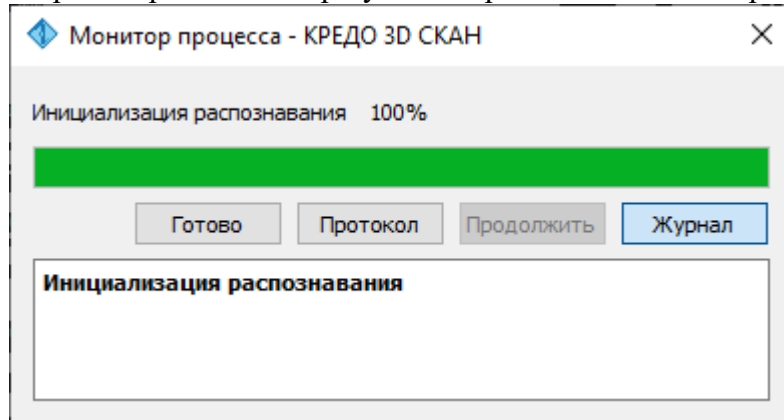 Монитор процесса - КРЕДО 3D СКАН
Инициализация распознавания 100%
Готово Протокол Продолжить Журнал
Инициализация распознавания